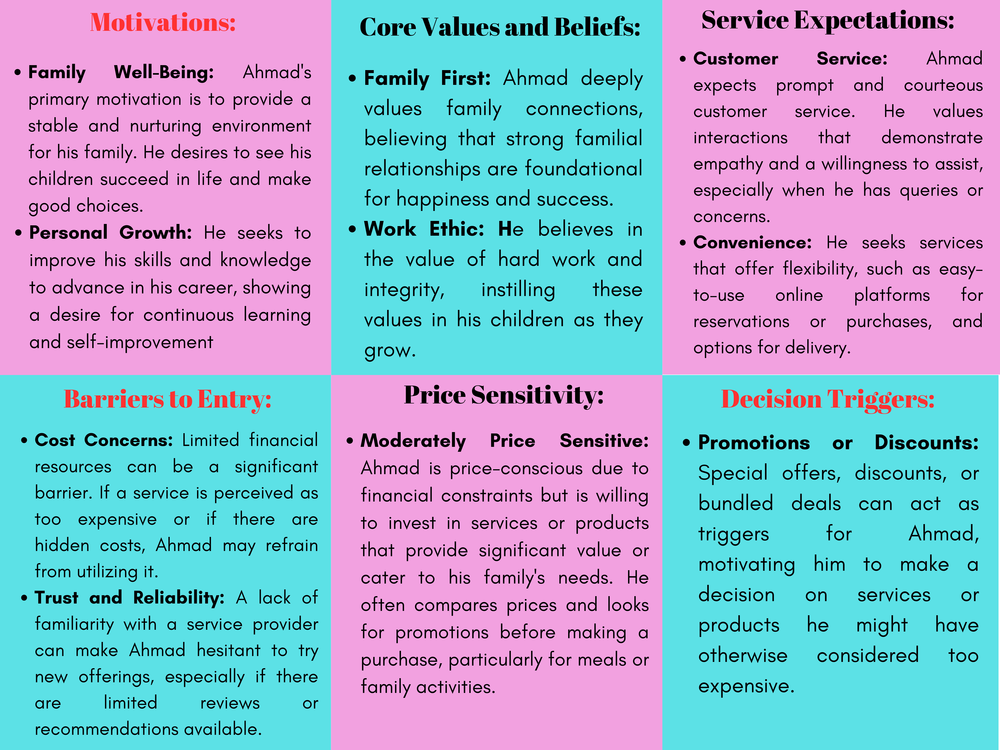 Motivations:
• Family Well-Being: Ahmad's
primary motivation is to provide a
stable and nurturing environment
for his family. He desires to see his
children succeed in life and make
good choices.
• Personal Growth: He seeks to
improve his skills and knowledge
to advance in his career, showing
a desire for continuous learning
and self-improvement
Core Values and Beliefs:
• Family First: Ahmad deeply
values family connections,
believing that strong familial
relationships are foundational
for happiness and success.
• Work Ethic: He believes in
the value of hard work and
integrity, instilling these
values in his children as they
grow.
Service Expectations:
• Customer Service: Ahmad
expects prompt and courteous
customer service. He values
interactions that demonstrate
empathy and a willingness to assist,
especially when he has queries or
concerns.
• Convenience: He seeks services
that offer flexibility, such as easy-
to-use online platforms for
reservations or purchases, and
options for delivery.
Barriers to Entry:
• Cost Concerns: Limited financial
resources can be a significant
barrier. If a service is perceived as
too expensive or if there are
hidden costs, Ahmad may refrain
from utilizing it.
• Trust and Reliability: A lack of
familiarity with a service provider
can make Ahmad hesitant to try
new offerings, especially if there
are limited reviews or
recommendations available.
Price Sensitivity:
• Moderately Price Sensitive:
Ahmad is price-conscious due to
financial constraints but is willing
to invest in services or products
that provide significant value or
cater to his family's needs. He
often compares prices and looks
for promotions before making a
purchase, particularly for meals or
family activities.
Decision Triggers:
• Promotions or Discounts:
Special offers, discounts, or
bundled deals can act as
triggers for Ahmad,
motivating him to make a
decision on services or
products he might have
otherwise considered too
expensive.